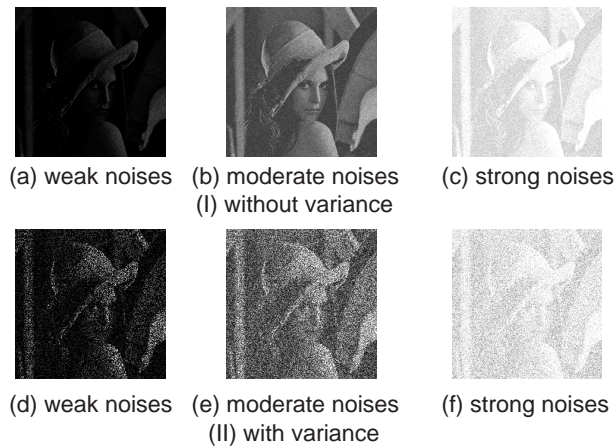 (a) weak noises (b) moderate noises (c) strong noises
(I) without variance
(d) weak noises (e) moderate noises (f) strong noises
(II) with variance